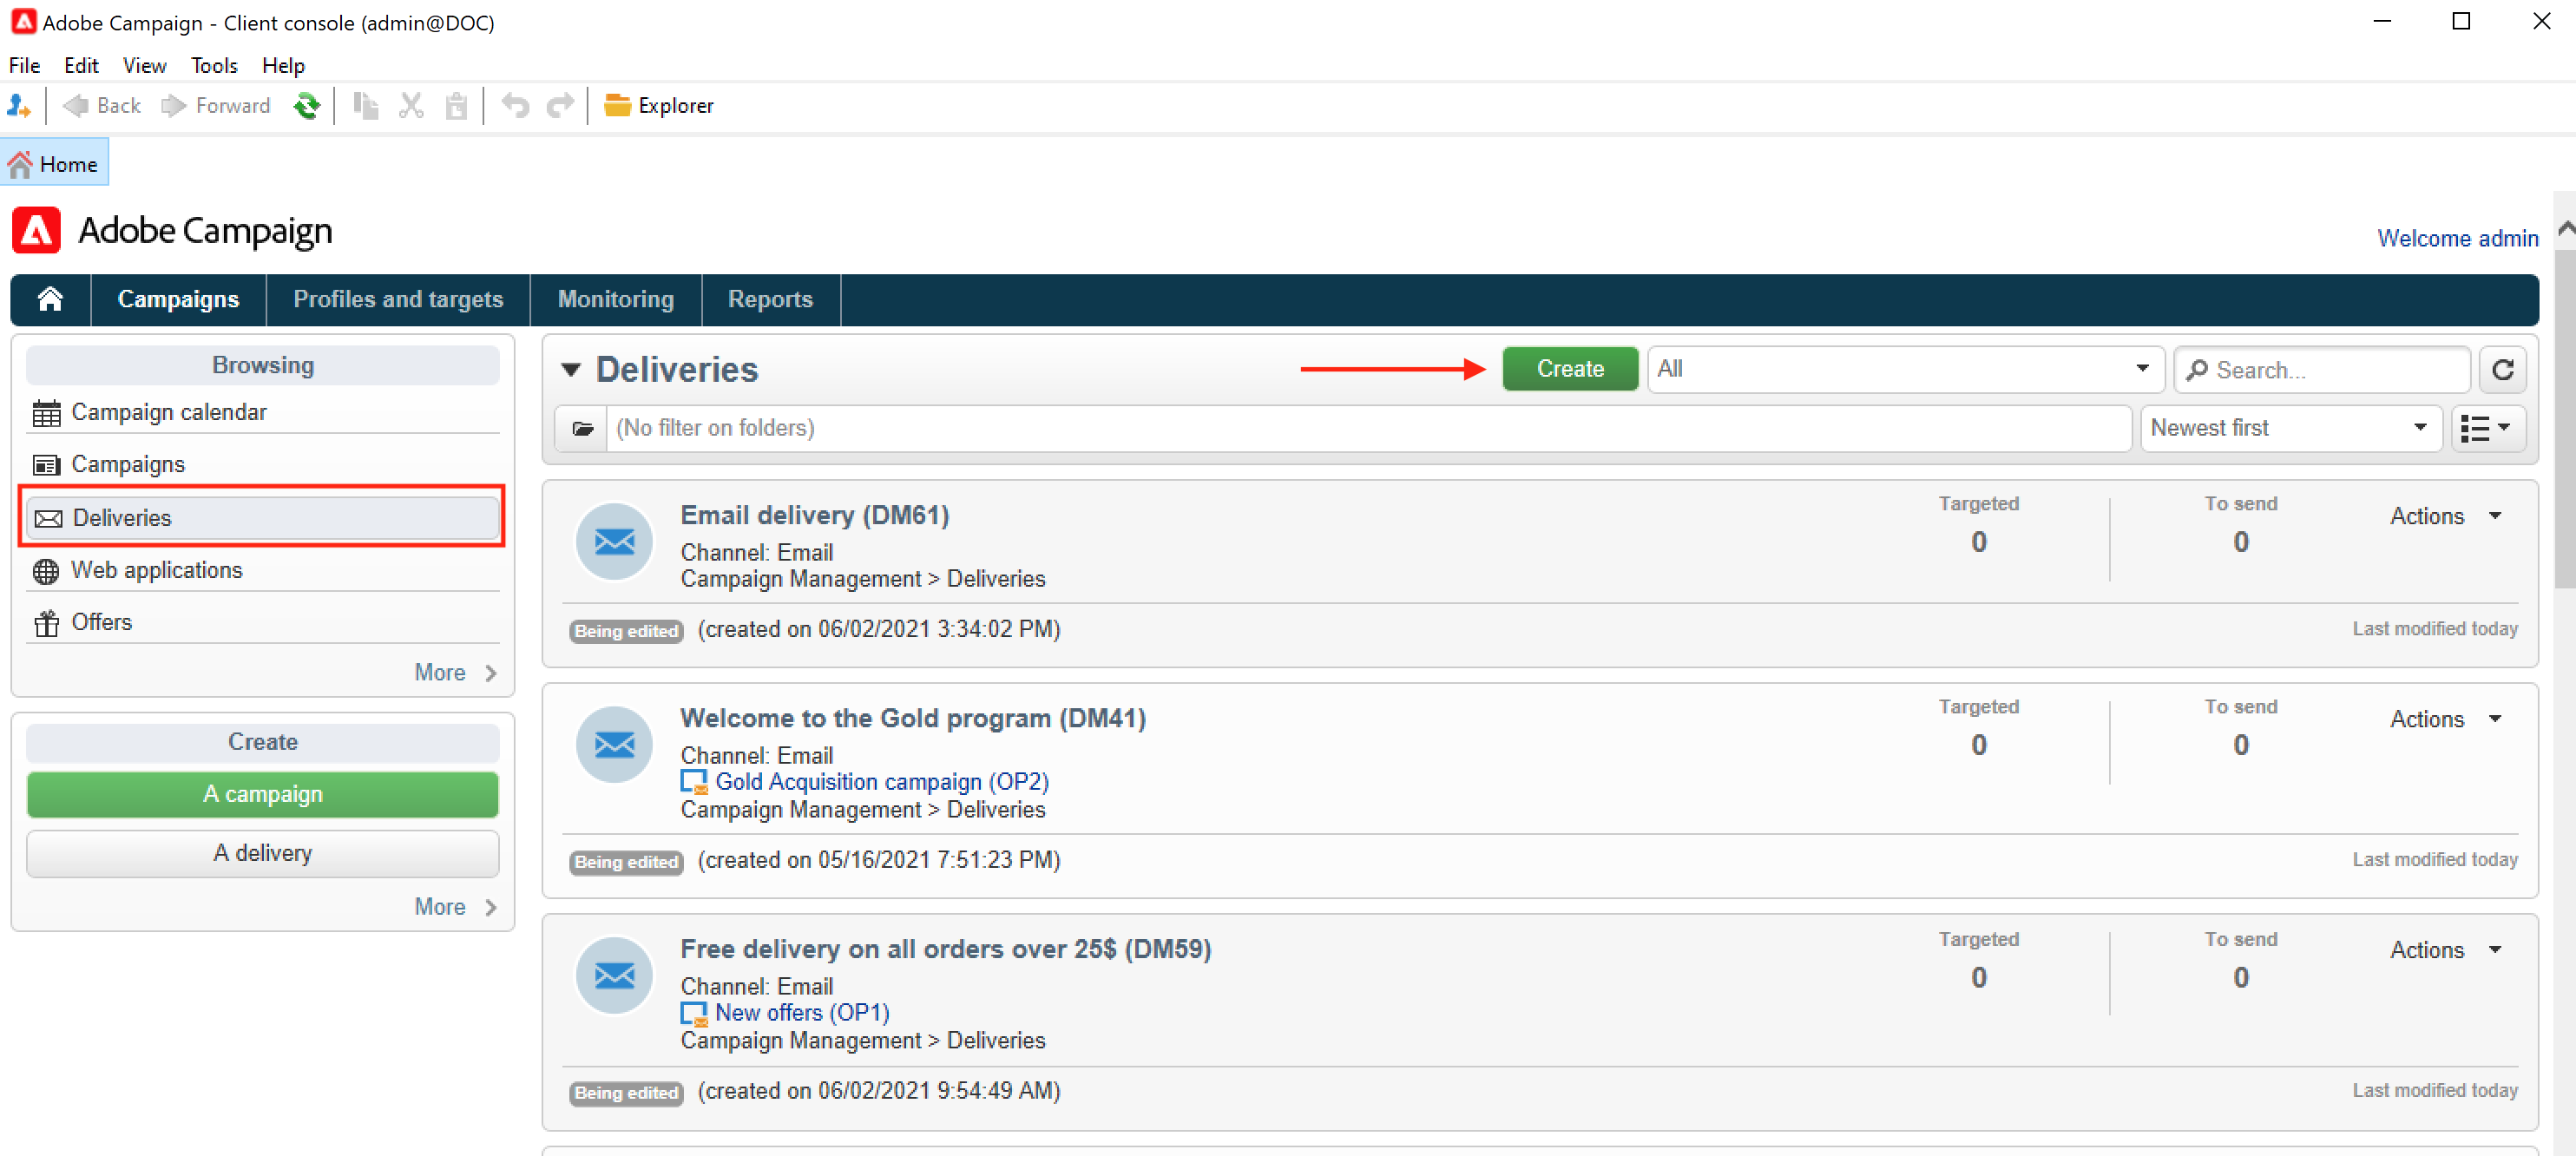 Adobe Campaign - Client console (admin@DOC)
File Edit View Tools Help
Back Forward Explorer
Home
Adobe Campaign
Welcome admin
Campaigns Profiles and targets Monitoring Reports
Browsing
Campaign calendar
Campaigns
Deliveries
Web applications
Offers
More
Create
A campaign
A delivery
More
Deliveries Create All Search...
(No filter on folders) Newest first
Email delivery (DM61) Targeted To send Actions
0 0
Channel: Email
Campaign Management > Deliveries
Being edited (created on 06/02/2021 3:34:02 PM) Last modified today
Welcome to the Gold program (DM41) Targeted To send Actions
0 0
Channel: Email
Gold Acquisition campaign (OP2)
Campaign Management > Deliveries
Being edited (created on 05/16/2021 7:51:23 PM) Last modified today
Free delivery on all orders over 25$ (DM59) Targeted To send Actions
0 0
Channel: Email
New offers (OP1)
Campaign Management > Deliveries
Being edited (created on 06/02/2021 9:54:49 AM) Last modified today